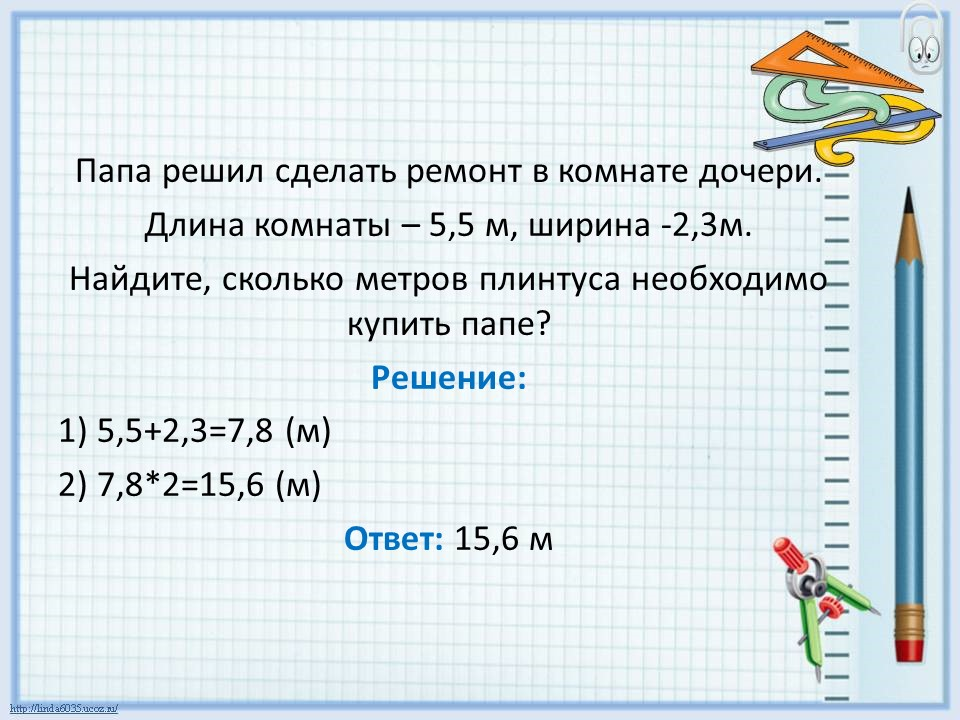 Папа решил сделать ремонт в комнате дочери.
Длина комнаты – 5,5 м, ширина -2,3м.
Найдите, сколько метров плинтуса необходимо
купить папе?
Решение:
1) 5,5+2,3=7,8 (м)
2) 7,8*2=15,6 (м)
Ответ: 15,6 м
http://linda6035.ucoz.ru/